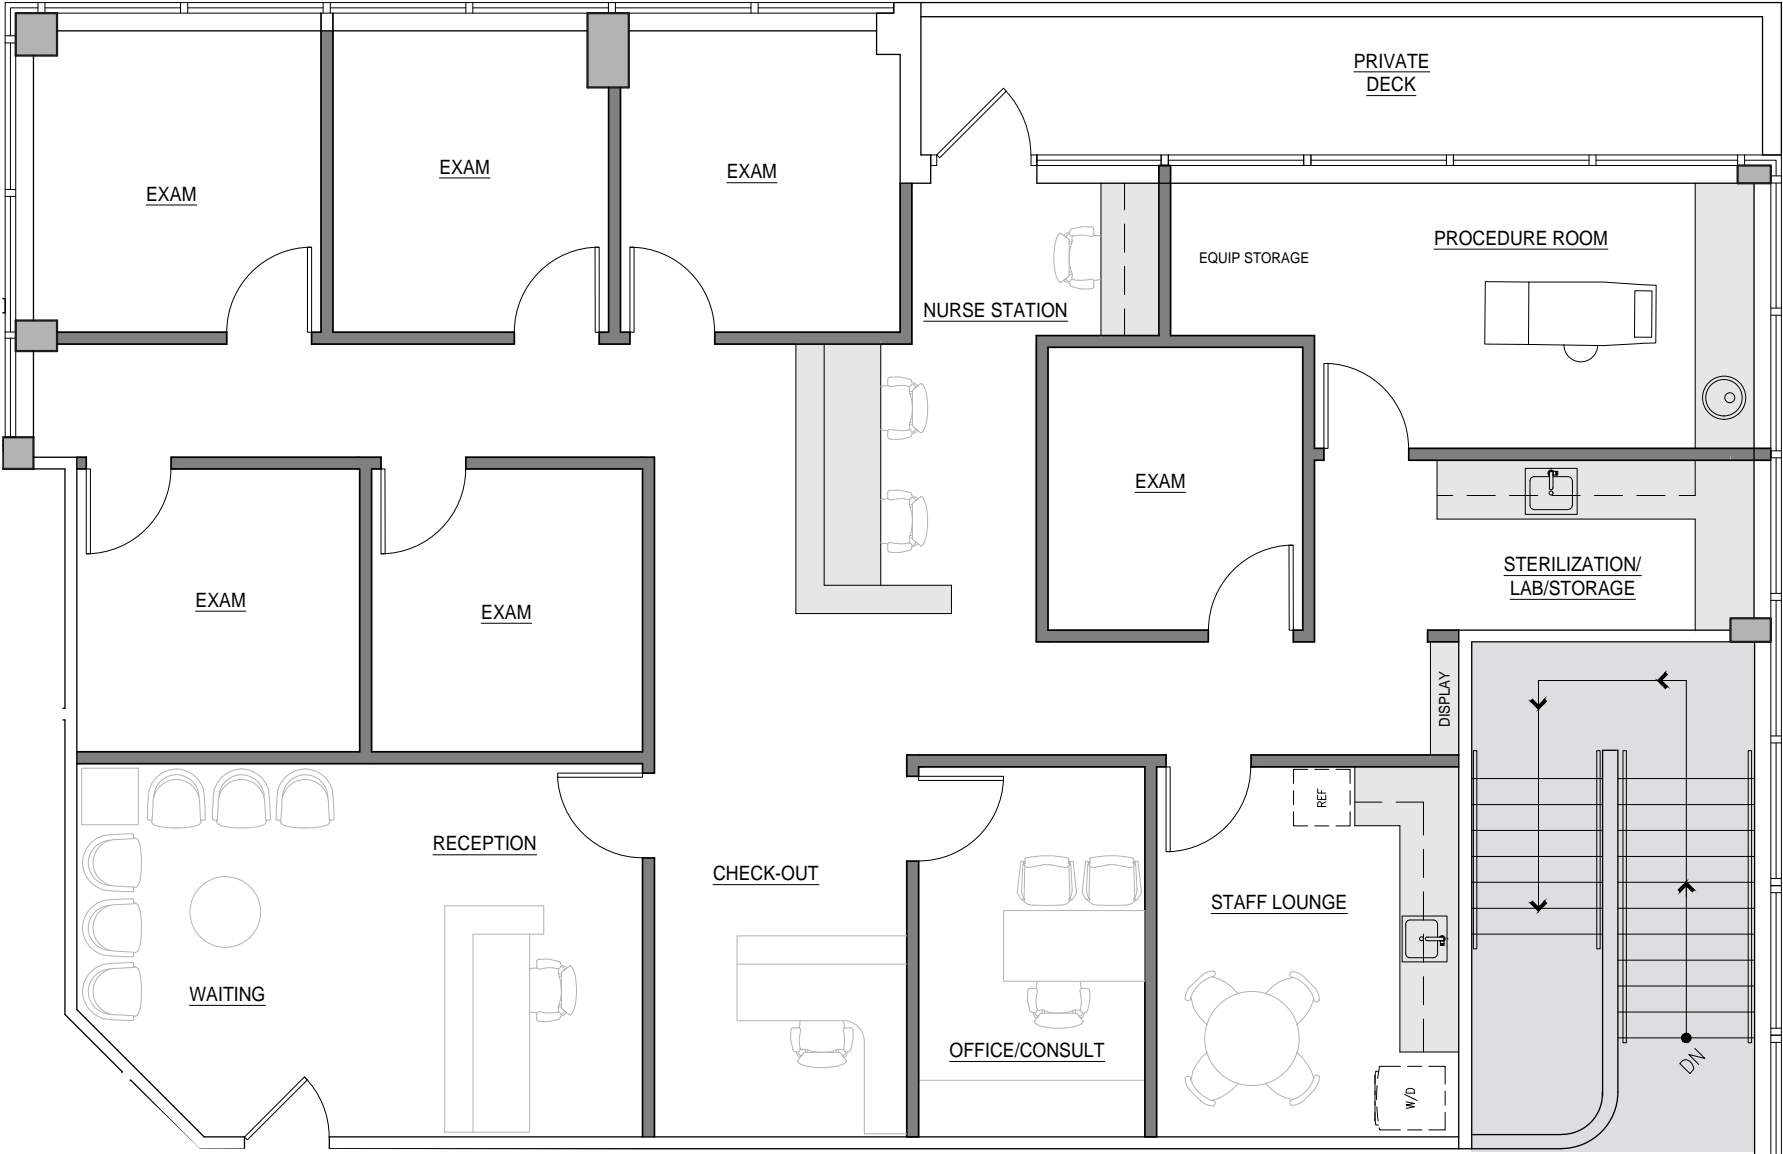 PRIVATE
DECK
EXAM
EXAM
EXAM
PROCEDURE ROOM
EQUIP STORAGE
NURSE STATION
EXAM
STERILIZATION/
LAB/STORAGE
EXAM
EXAM
DISPLAY
REF
RECEPTION
CHECK-OUT
STAFF LOUNGE
WAITING
OFFICE/CONSULT
DN
W/D